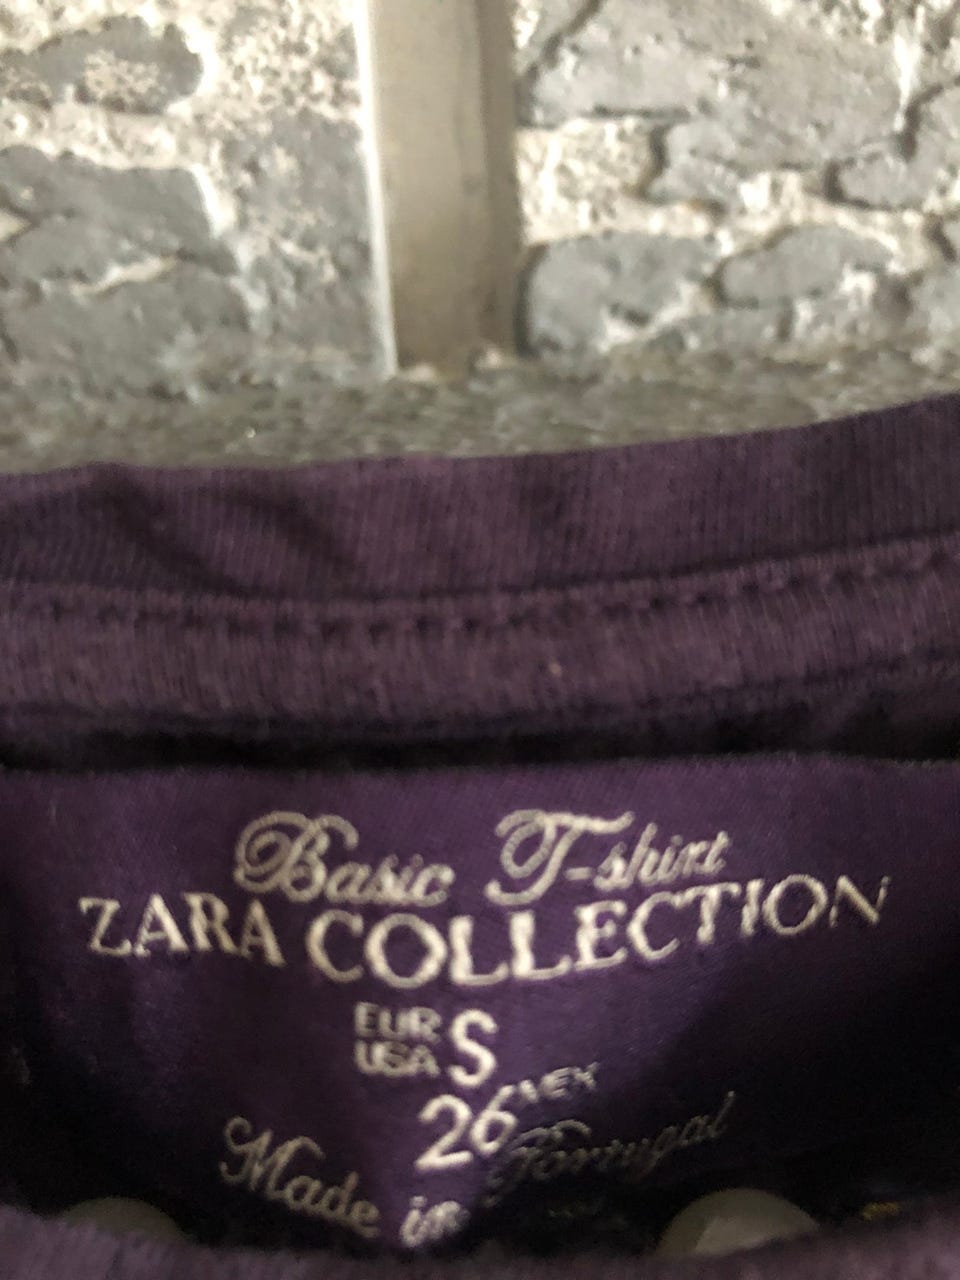 Basic T-shirt
ZARA COLLECTION
EUR
USA S
26 MEX
Made in Portugal